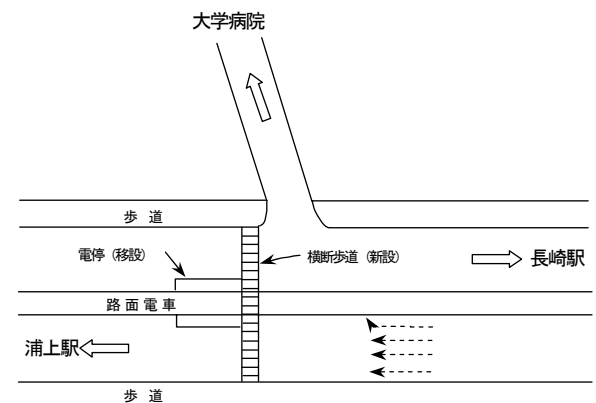 大学病院
歩 道
電停（移設）
横断歩道（新設）
長崎駅
路面電車
浦上駅
歩 道